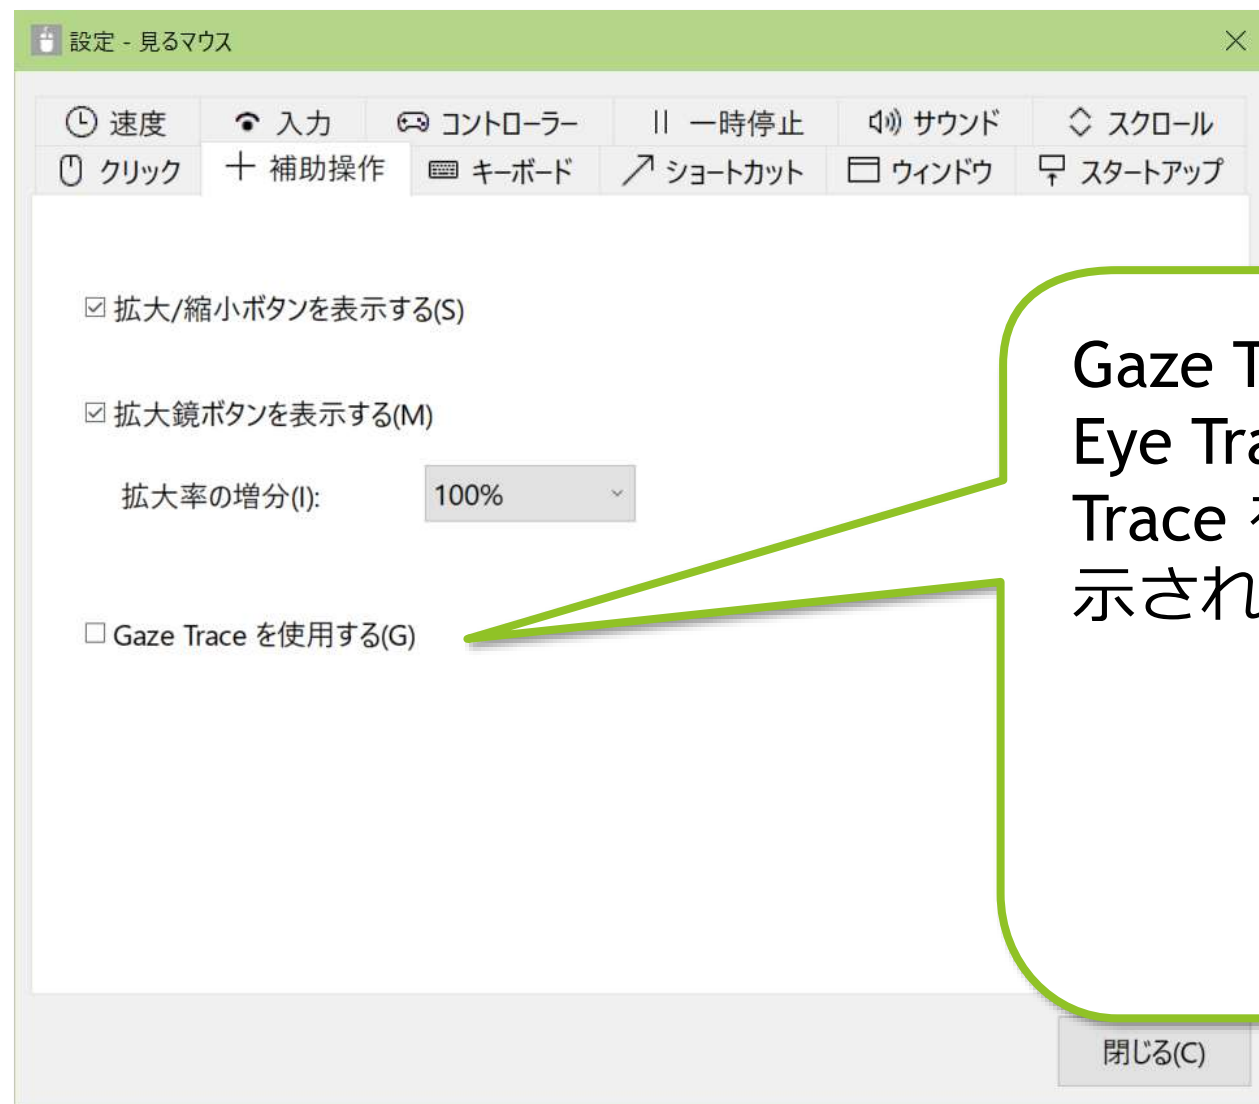 設定 - 見るマウス
速度 入力 コントローラー 一時停止 サウンド スクロール
クリック 補助操作 キーボード ショートカット ウィンドウ スタートアップ
拡大/縮小ボタンを表示する(S)
拡大鏡ボタンを表示する(M)
拡大率の増分(I): 100%
Gaze Trace を使用する(G)
Gaze
Eye
Trace
示され
閉じる(C)